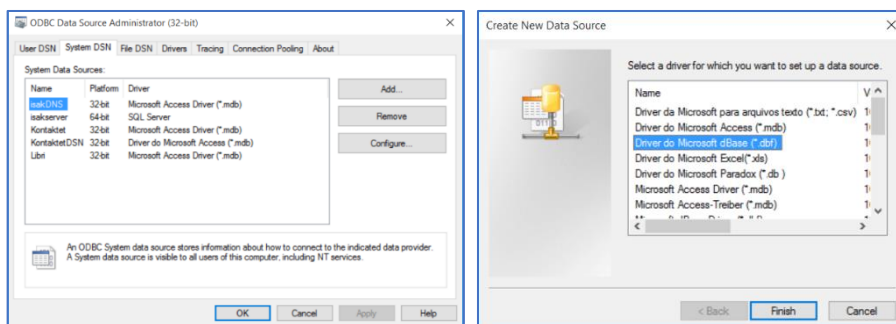 ODBC Data Source Administrator (32-bit)
User DSN System DSN File DSN Drivers Tracing Connection Pooling About
System Data Sources:
Name Platform Driver
isakDNS 32-bit Microsoft Access Driver (*.mdb)
isakserver 64-bit SQL Server
Kontaktet 32-bit Microsoft Access Driver (*.mdb)
KontaktetDSN 32-bit Driver do Microsoft Access (*.mdb)
Libri 32-bit Microsoft Access Driver (*.mdb)
Add...
Remove
Configure...
An ODBC System data source stores information about how to connect to the indicated data provider.
A System data source is visible to all users of this computer, including NT services.
OK Cancel Apply Help
Create New Data Source
Select a driver for which you want to set up a data source.
Name V
Driver da Microsoft para arquivos texto (*.txt; *.csv) 1
Driver do Microsoft Access (*.mdb) 1
Driver do Microsoft dBase (*.dbf) 1
Driver do Microsoft Excel(*.xls) 1
Driver do Microsoft Paradox (*.db ) 1
Microsoft Access Driver (*.mdb) 1
Microsoft Access-Treiber (*.mdb) 1
< Back Finish Cancel